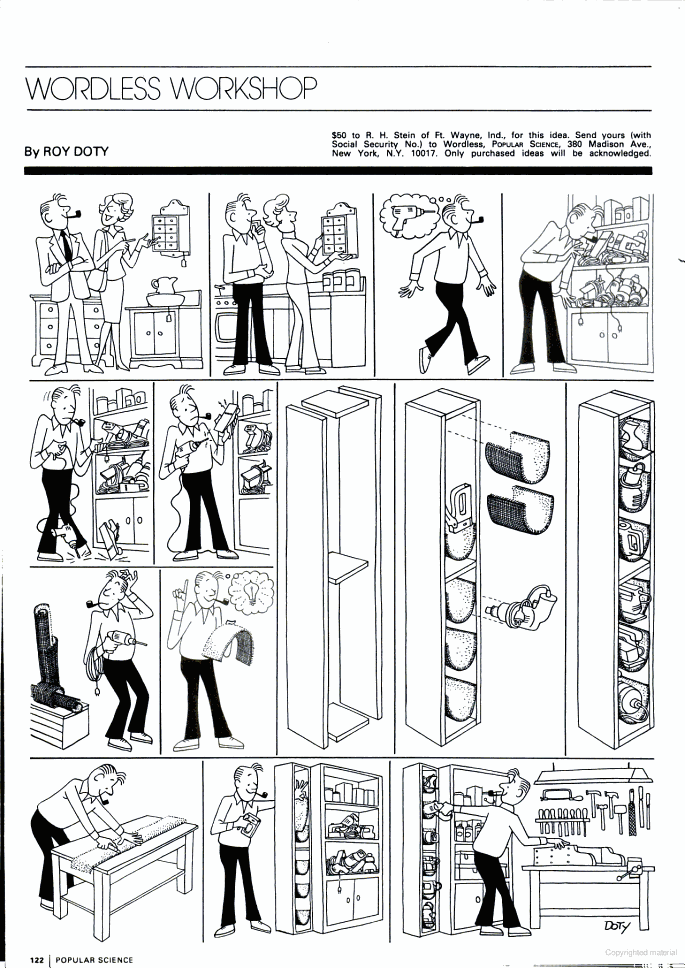 WORDLESS WORKSHOP
By ROY DOTY
$50 to R. H. Stein of Ft. Wayne, Ind., for this idea. Send yours (with
Social Security No.) to Wordless, POPULAR SCIENCE, 380 Madison Ave.,
New York, N.Y. 10017. Only purchased ideas will be acknowledged.
DOTY
122 | POPULAR SCIENCE
Copyrighted material